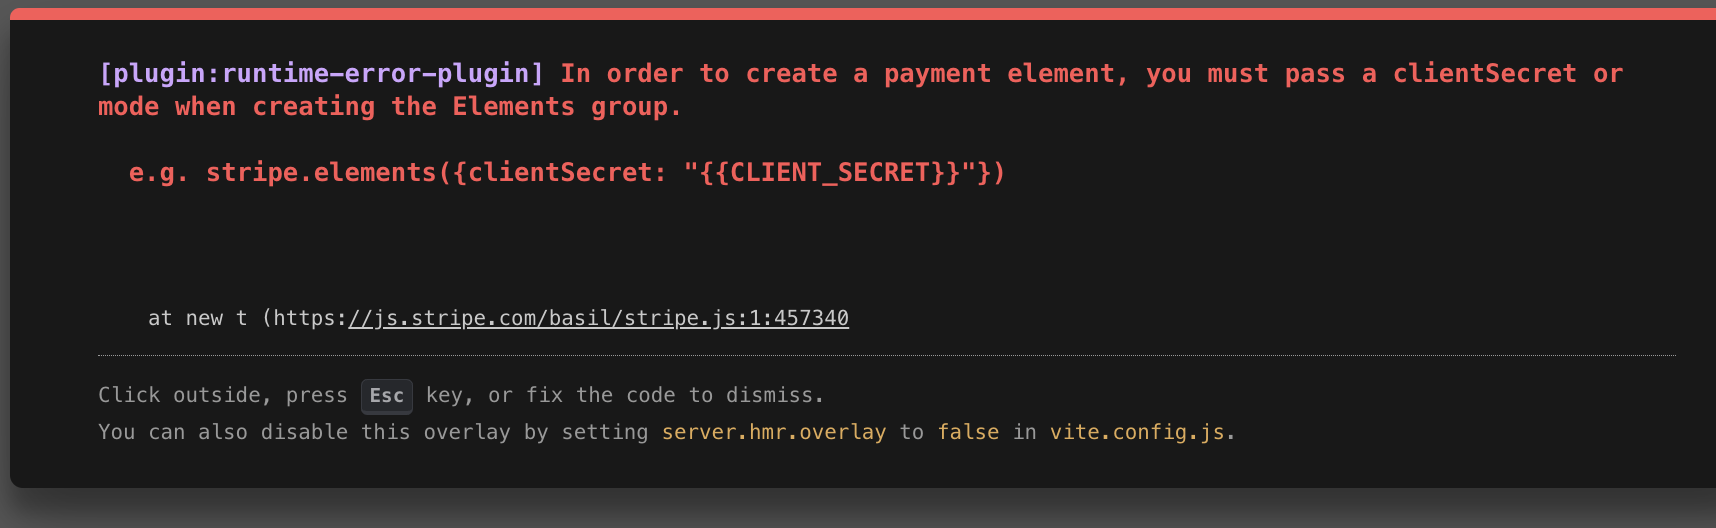 [plugin:runtime-error-plugin] In order to create a payment element, you must pass a clientSecret or
mode when creating the Elements group.
e.g. stripe.elements({clientSecret: "{{CLIENT_SECRET}}"})
at new t (https://js.stripe.com/basil/stripe.js:1:457340
Click outside, press Esc key, or fix the code to dismiss.
You can also disable this overlay by setting server.hmr.overlay to false in vite.config.js.